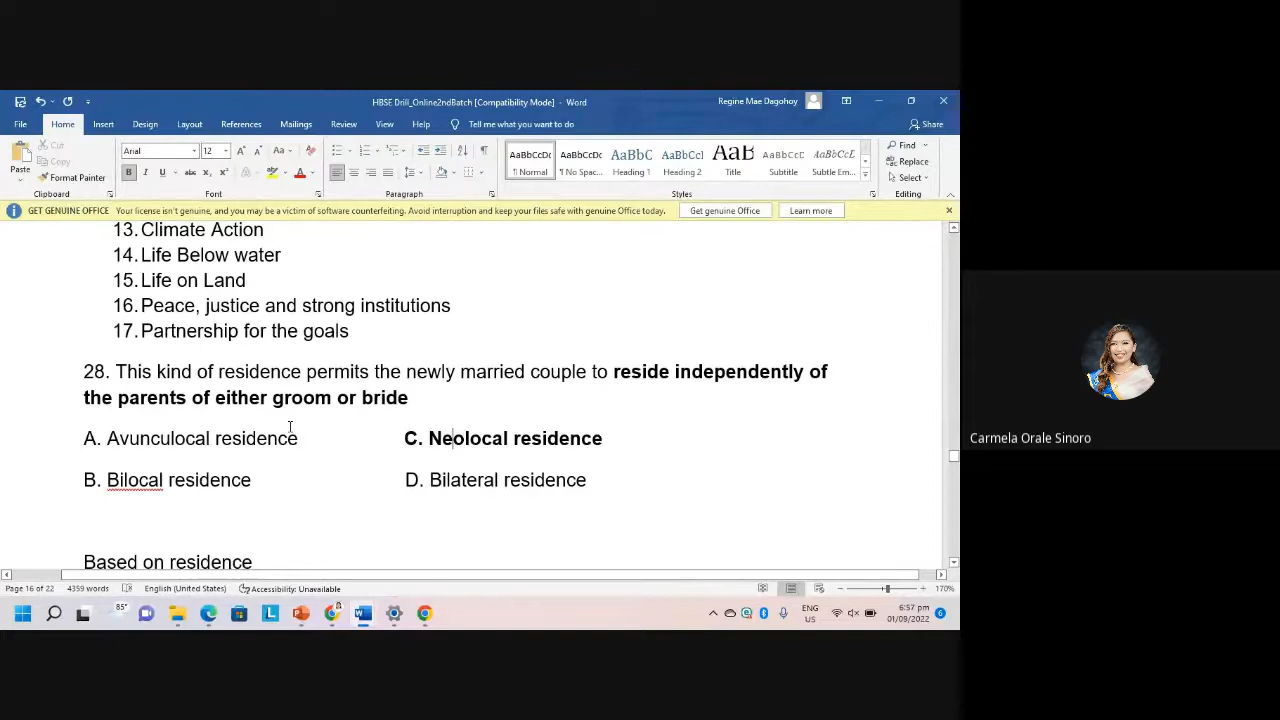 HBSE Drill_Online2ndBatch [Compatibility Mode] - Word
Regine Mae Dagohoy
File Home Insert Design Layout References Mailings Review View Help Tell me what you want to do Share
Paste
Cut
Copy
Format Painter
Clipboard
Arial 12
Font
Paragraph
AaBbCcDc AaBbCcDc AaBbC AaBbCcl AaB AaBbCcD AaBbCcDc
¶ Normal ¶ No Spac... Heading 1 Heading 2 Title Subtitle Subtle Em...
Styles
Find
Replace
Select
Editing
GET GENUINE OFFICE Your license isn't genuine, and you may be a victim of software counterfeiting. Avoid interruption and keep your files safe with genuine Office today. Get genuine Office Learn more
13. Climate Action
14. Life Below water
15. Life on Land
16. Peace, justice and strong institutions
17. Partnership for the goals
28. This kind of residence permits the newly married couple to reside independently of
the parents of either groom or bride
A. Avunculocal residence C. Neolocal residence
B. Bilocal residence D. Bilateral residence
Based on residence
Carmela Orale Sinoro
Page 16 of 22 4359 words English (United States) Accessibility: Unavailable 170%
85° ENG US 6:57 pm 01/09/2022 6